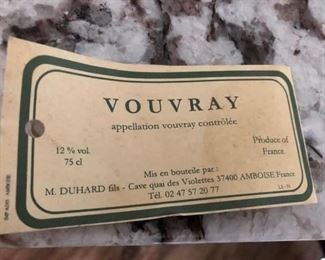 VOUVRAY
appellation vouvray contrôlée
12 % vol.
75 cl
Produce of
France
Mis en bouteille par :
M. DUHARD fils - Cave quai des Violettes 37400 AMBOISE France
Tél. 02 47 57 20 77